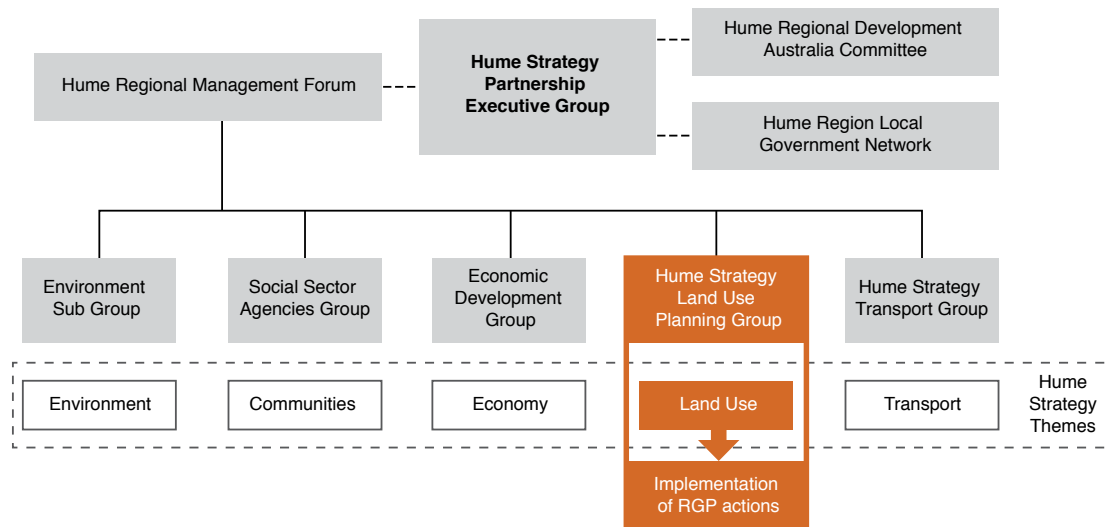 Hume Regional Management Forum
Hume Strategy
Partnership
Executive Group
Hume Regional Development
Australia Committee
Hume Region Local
Government Network
Environment
Sub Group
Social Sector
Agencies Group
Economic
Development
Group
Hume Strategy
Land Use
Planning Group
Hume Strategy
Transport Group
Environment
Communities
Economy
Land Use
Transport
Hume
Strategy
Themes
Implementation
of RGP actions